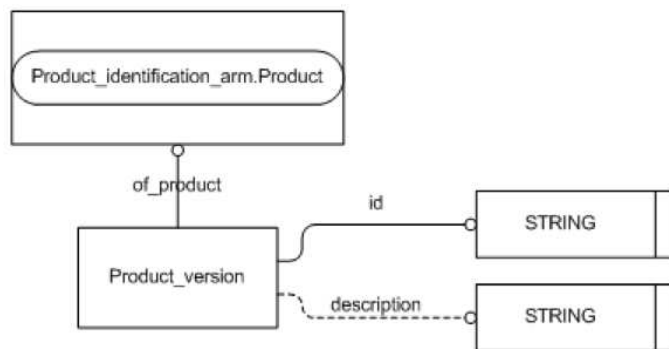 Product_identification_arm.Product
of_product
id
STRING
Product_version
description
STRING